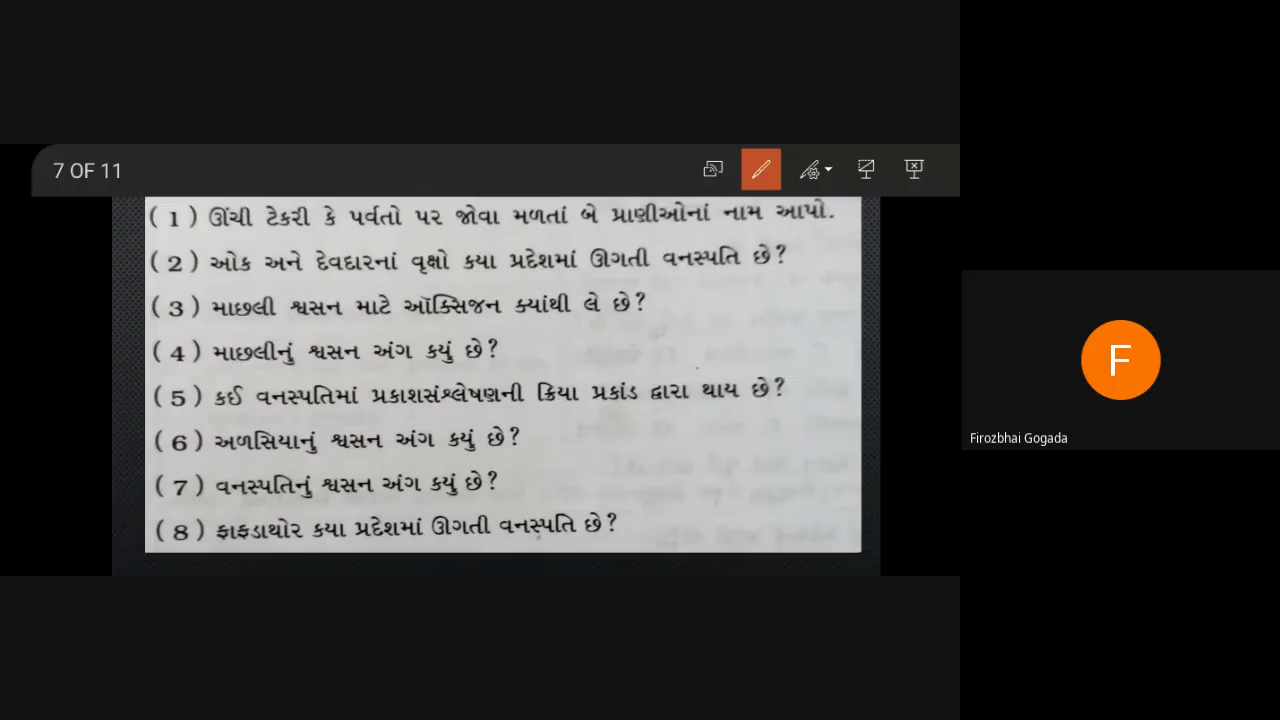 7 OF 11
( 1 ) ઊંચી ટેકરી કે પર્વતો પર જોવા મળતાં બે પ્રાણીઓનાં નામ આપો.
( 2 ) ઓક અને દેવદારનાં વૃક્ષો કયા પ્રદેશમાં ઊગતી વનસ્પતિ છે?
( 3 ) માછલી શ્વસન માટે ઑક્સિજન ક્યાંથી લે છે?
( 4 ) માછલીનું શ્વસન અંગ કયું છે?
( 5 ) કઈ વનસ્પતિમાં પ્રકાશસંશ્લેષણની ક્રિયા પ્રકાંડ દ્વારા થાય છે?
( 6 ) અળસિયાનું શ્વસન અંગ કયું છે?
( 7 ) વનસ્પતિનું શ્વસન અંગ કયું છે?
( 8 ) ફાફડાથોર કયા પ્રદેશમાં ઊગતી વનસ્પતિ છે?
F
Firozbhai Gogada